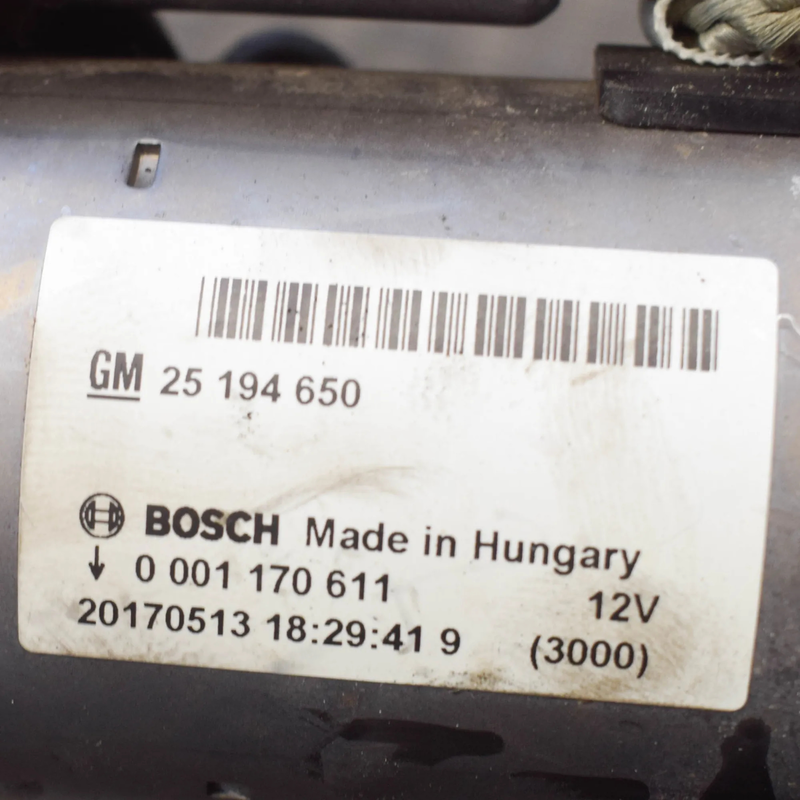 GM 25 194 650
BOSCH Made in Hungary
↓ 0 001 170 611 12V
20170513 18:29:41 9 (3000)